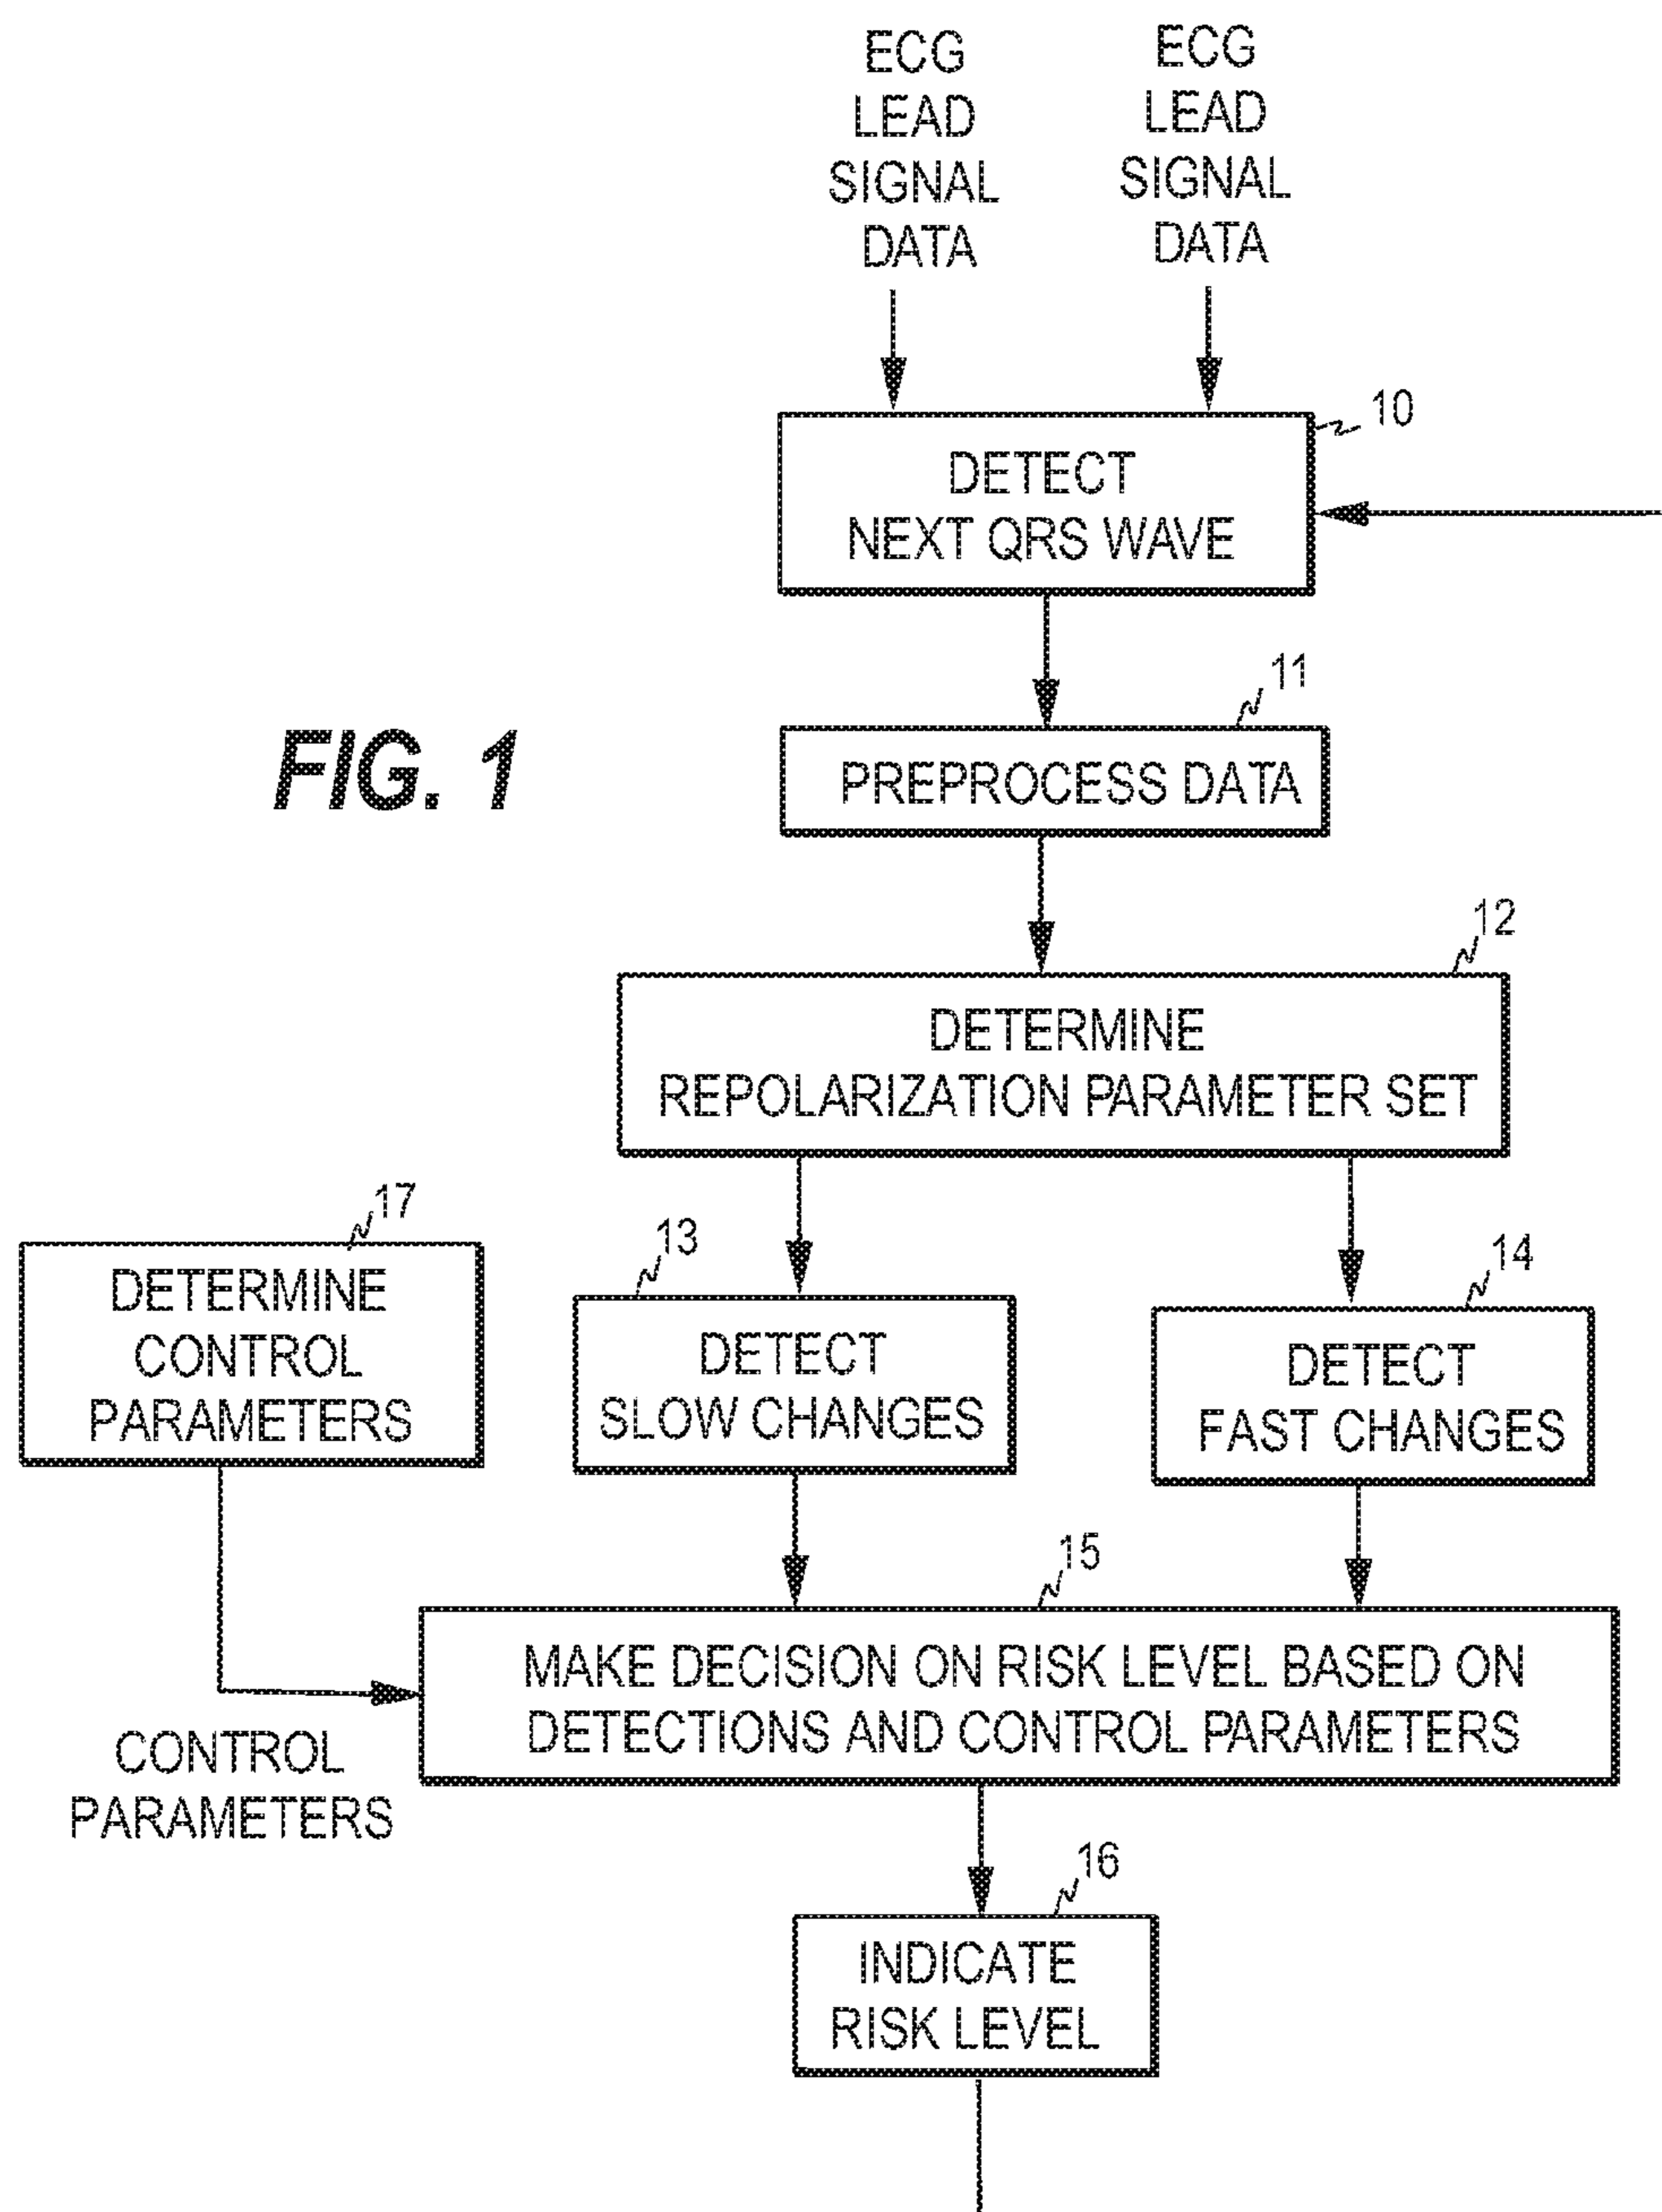 ECG
LEAD
SIGNAL
DATA
ECG
LEAD
SIGNAL
DATA
10
DETECT
NEXT QRS WAVE
11
PREPROCESS DATA
FIG. 1
12
DETERMINE
REPOLARIZATION PARAMETER SET
17
DETERMINE
CONTROL
PARAMETERS
13
DETECT
SLOW CHANGES
14
DETECT
FAST CHANGES
15
MAKE DECISION ON RISK LEVEL BASED ON
DETECTIONS AND CONTROL PARAMETERS
CONTROL
PARAMETERS
16
INDICATE
RISK LEVEL